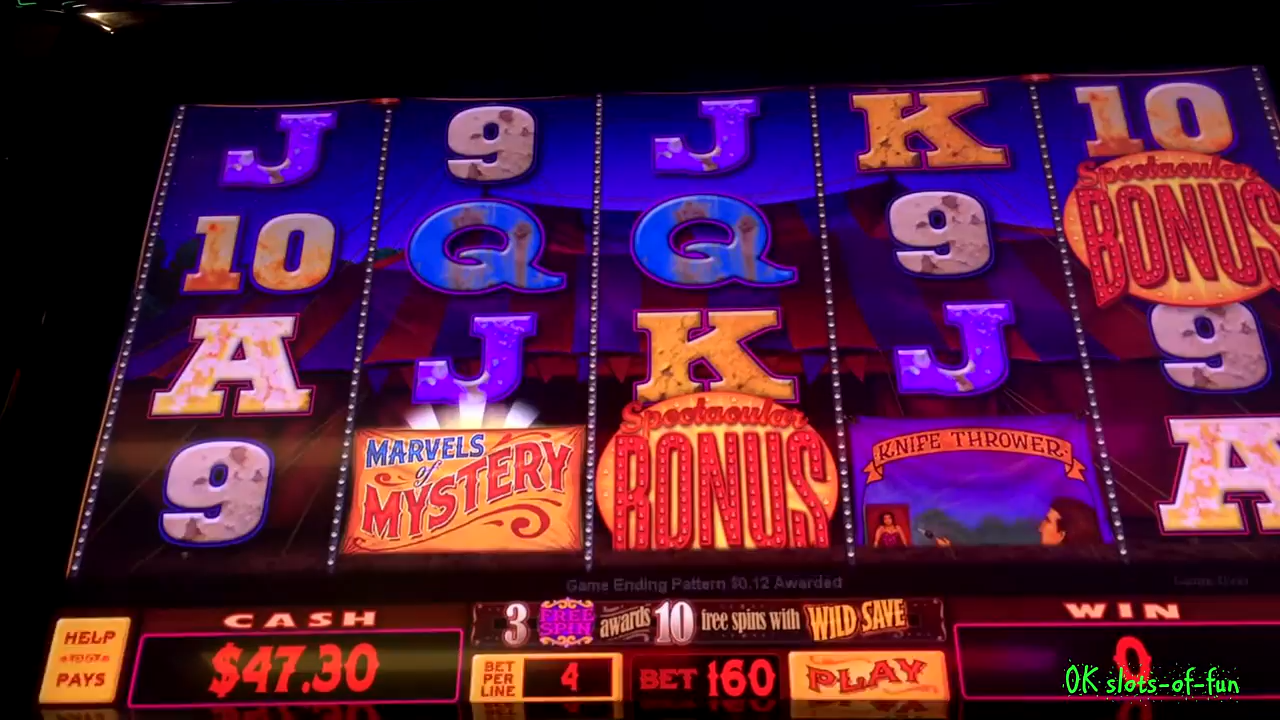 J 9 J K 10
Spectacular
BONUS
10 Q Q 9
A J K J 9
MARVELS
of
MYSTERY
Spectacular
BONUS
KNIFE THROWER
9 A
Game Ending Pattern $0.12 Awarded
HELP
PAYS
CASH
$47.30
3 FREE SPIN awards 10 free spins with WILD SAVE
BET PER LINE 4 BET 160 PLAY
WIN
0
OK slots-of-fun